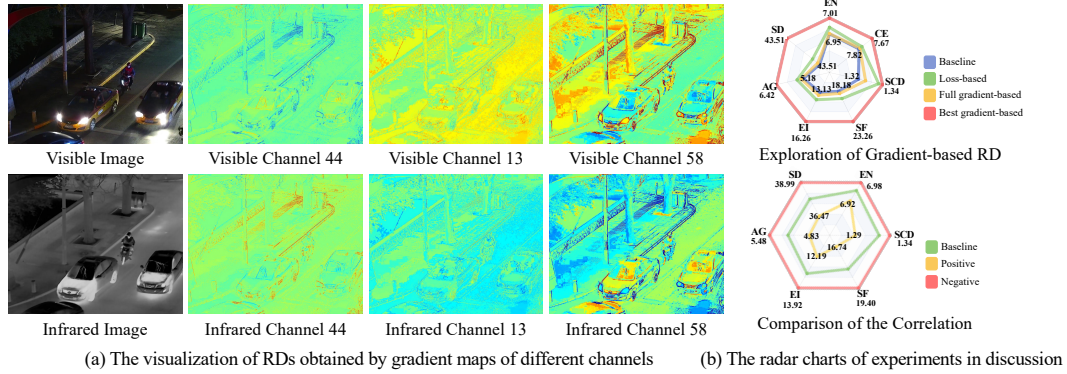 Visible Image
Visible Channel 44
Visible Channel 13
Visible Channel 58
Infrared Image
Infrared Channel 44
Infrared Channel 13
Infrared Channel 58
(a) The visualization of RDs obtained by gradient maps of different channels
EN
7.01
SD
43.51
CE
7.67
6.95
7.82
43.51
5.18
1.32
SCD
1.34
AG
6.42
13.13
18.18
EI
16.26
SF
23.26
Baseline
Loss-based
Full gradient-based
Best gradient-based
Exploration of Gradient-based RD
SD
38.99
EN
6.98
6.92
36.47
AG
5.48
4.83
1.29
SCD
1.34
16.74
12.19
EI
13.92
SF
19.40
Baseline
Positive
Negative
Comparison of the Correlation
(b) The radar charts of experiments in discussion